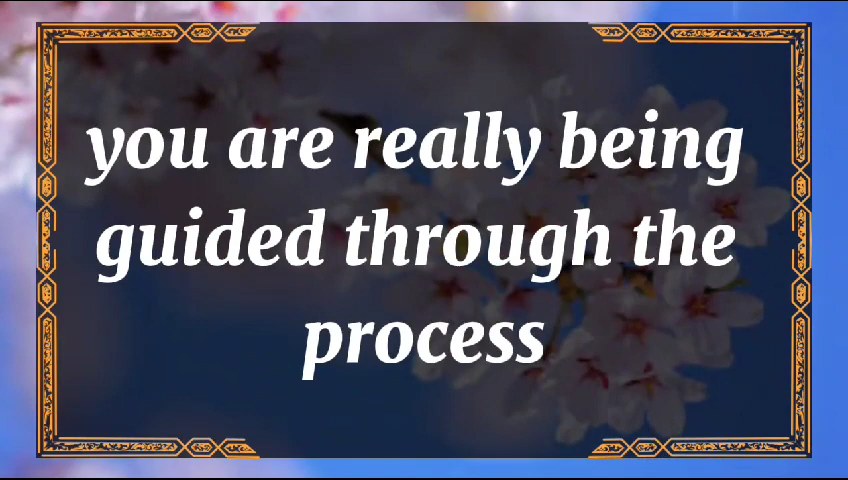 you are really being
guided through the
process